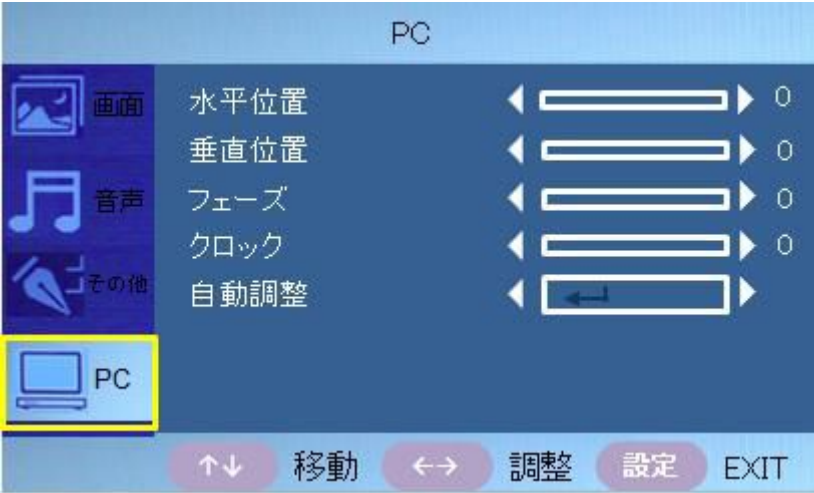 PC
画面
音声
その他
PC
水平位置 0
垂直位置 0
フェーズ 0
クロック 0
自動調整
↑↓ 移動 ←→ 調整 設定 EXIT